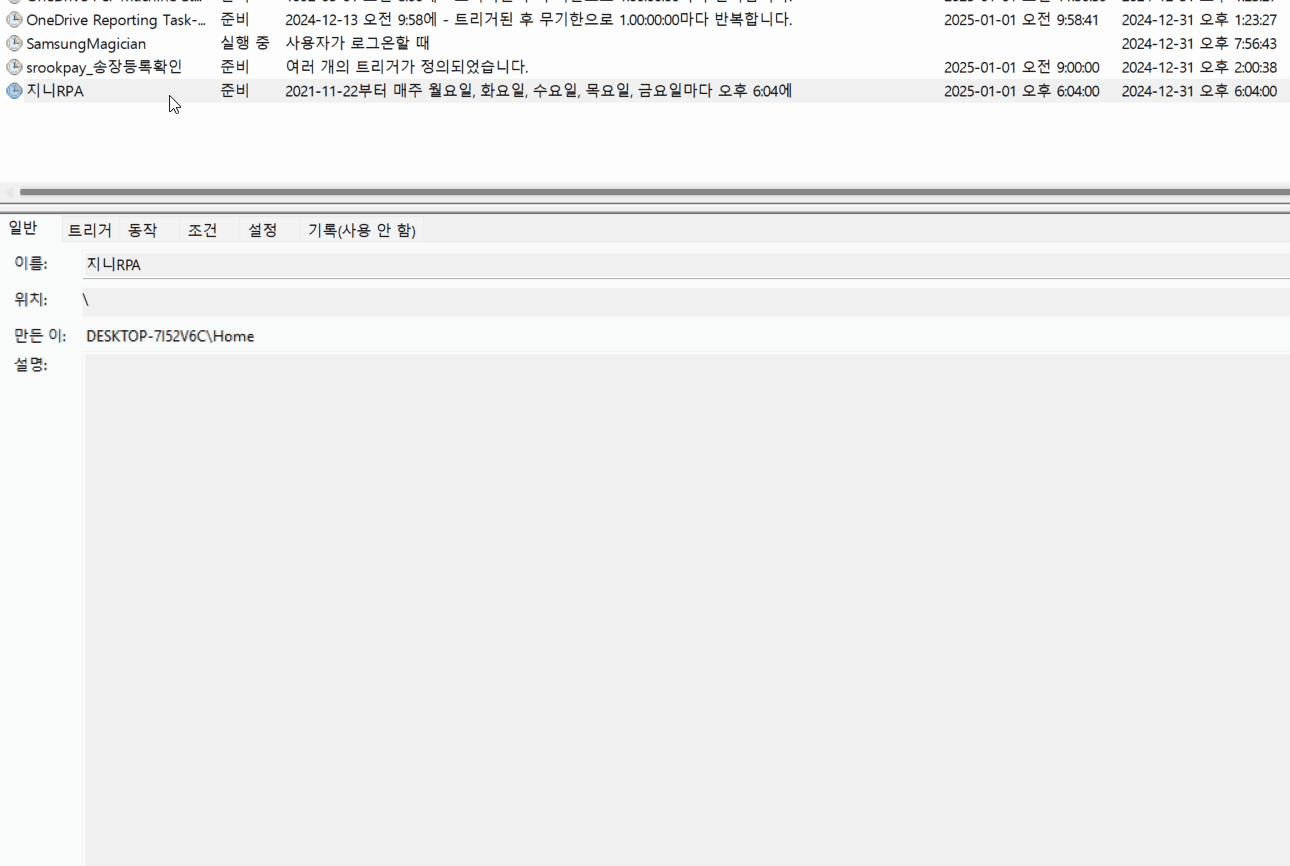 OneDrive Reporting Task-... 준비 2024-12-13 오전 9:58에 - 트리거된 후 무기한으로 1.00:00:00마다 반복합니다. 2025-01-01 오전 9:58:41 2024-12-31 오후 1:23:27
SamsungMagician 실행 중 사용자가 로그온할 때 2024-12-31 오후 7:56:43
srookpay_송장등록확인 준비 여러 개의 트리거가 정의되었습니다. 2025-01-01 오전 9:00:00 2024-12-31 오후 2:00:38
지니RPA 준비 2021-11-22부터 매주 월요일, 화요일, 수요일, 목요일, 금요일마다 오후 6:04에 2025-01-01 오후 6:04:00 2024-12-31 오후 6:04:00
일반 트리거 동작 조건 설정 기록(사용 안 함)
이름: 지니RPA
위치: \
만든 이: DESKTOP-7I52V6C\Home
설명: